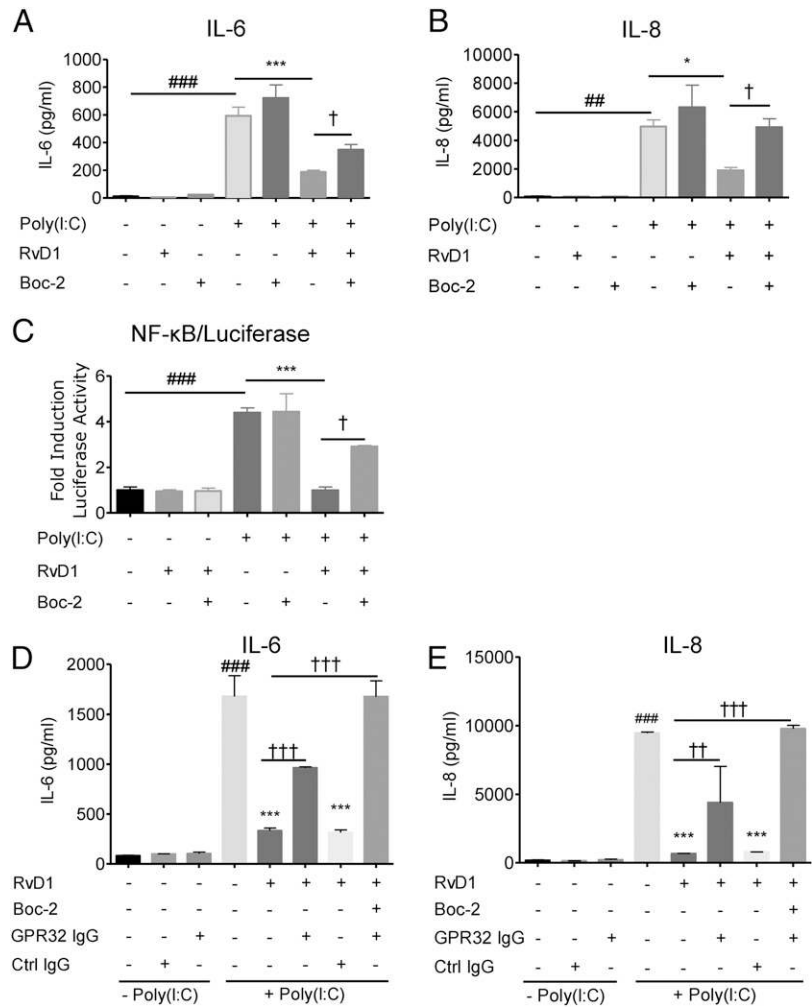 A
IL-6
IL-6 (pg/ml)
1000
800
600
400
200
0
###
***
†
Poly(I:C) - - - + + + +
RvD1 - + - - - + +
Boc-2 - - + - + - +
B
IL-8
IL-8 (pg/ml)
10000
8000
6000
4000
2000
0
##
*
†
Poly(I:C) - - - + + + +
RvD1 - + - - - + +
Boc-2 - - + - + - +
C
NF-κB/Luciferase
Fold Induction
Luciferase Activity
6
4
2
0
###
***
†
Poly(I:C) - - - + + + +
RvD1 - + + - - + +
Boc-2 - - + - + - +
D
IL-6
IL-6 (pg/ml)
2000
1500
1000
500
0
###
†††
†††
***
***
RvD1 - - - - + + + +
Boc-2 - - - - - - - +
GPR32 IgG - - + - - + - +
Ctrl IgG - + - - - - + -
- Poly(I:C) + Poly(I:C)
E
IL-8
IL-8 (pg/ml)
15000
10000
5000
0
###
†††
††
***
***
RvD1 - - - - + + + +
Boc-2 - - - - - - - +
GPR32 IgG - - + - - + - +
Ctrl IgG - + - - - - + -
- Poly(I:C) + Poly(I:C)